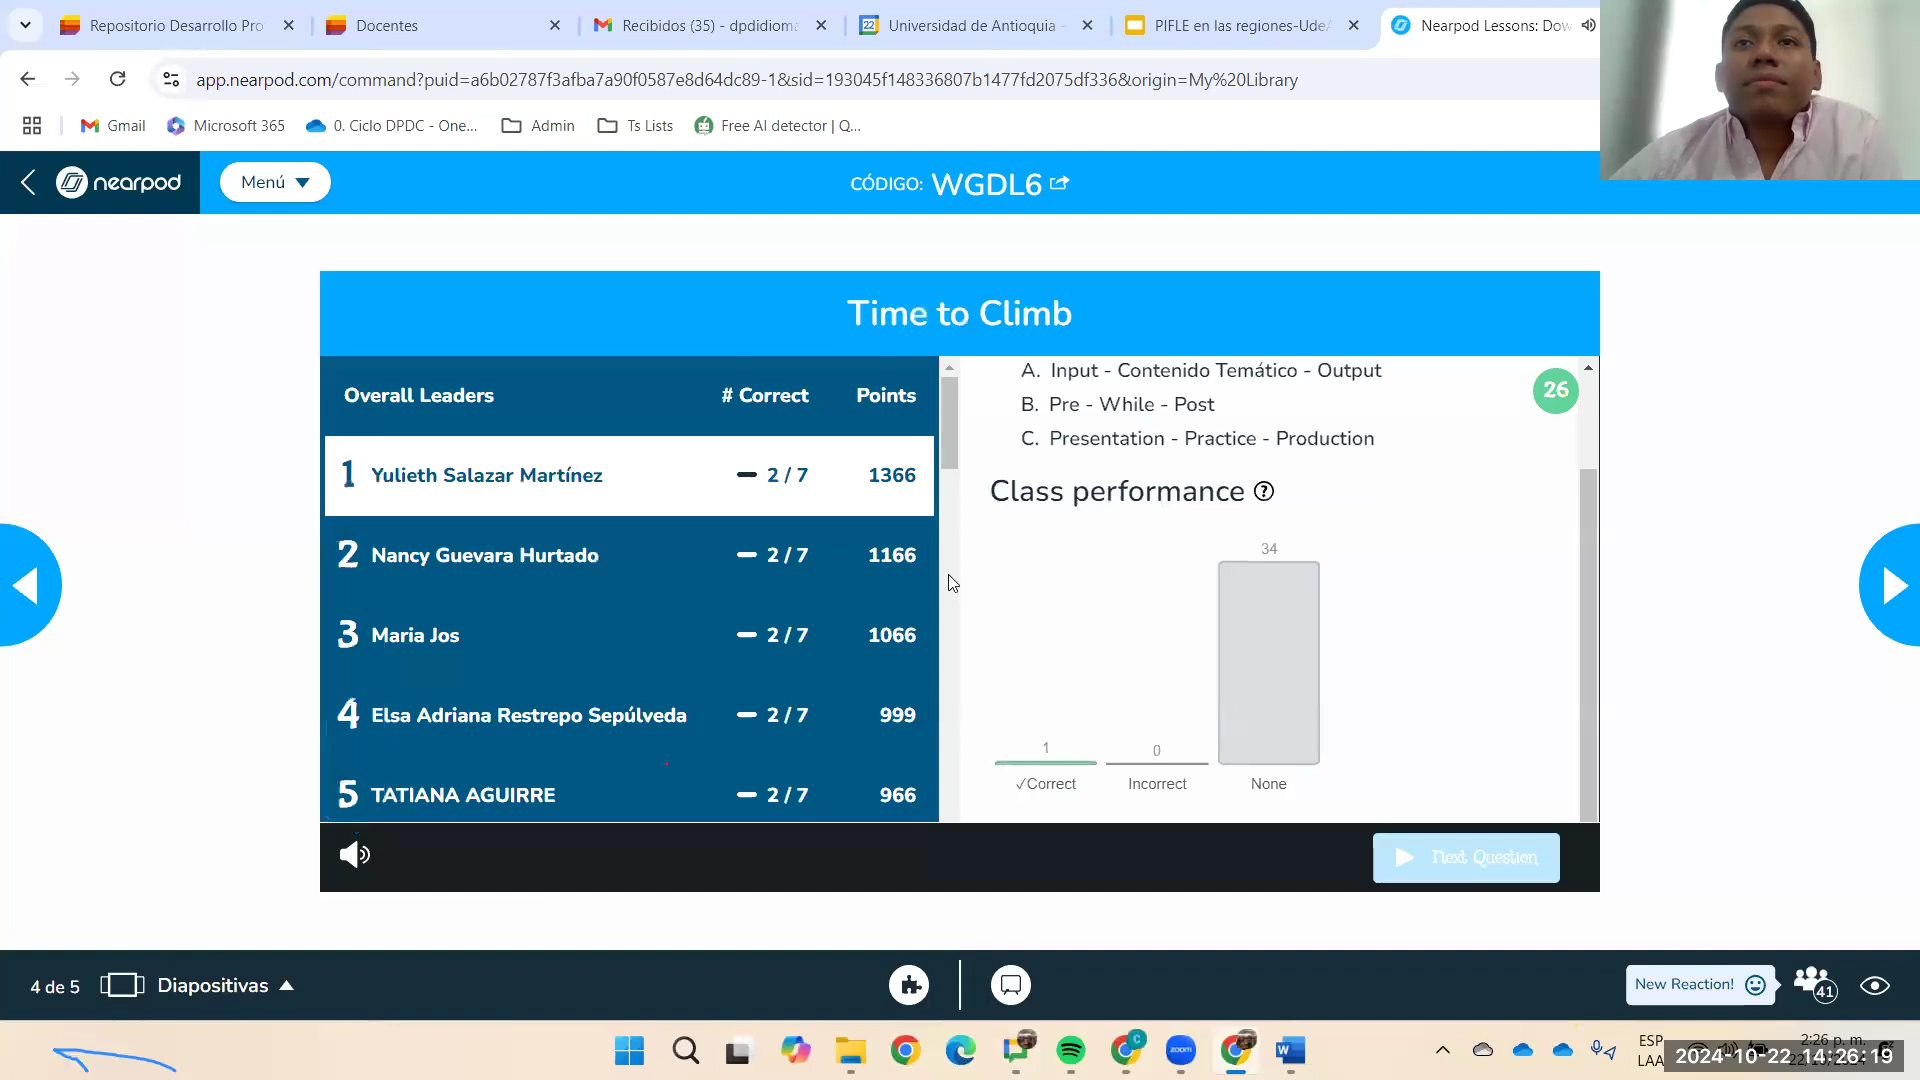 Repositorio Desarrollo Pro
Docentes
Recibidos (35) - dpdidioma
22
Universidad de Antioquia -
PIFLE en las regiones-UdeA
Nearpod Lessons: Dow
app.nearpod.com/command?puid=a6b02787f3afba7a90f0587e8d64dc89-1&sid=193045f148336807b1477fd2075df336&origin=My%20Library
Gmail
Microsoft 365
0. Ciclo DPDC - One...
Admin
Ts Lists
Free AI detector | Q...
nearpod
Menú
CÓDIGO: WGDL6
Time to Climb
Overall Leaders # Correct Points
1 Yulieth Salazar Martínez 2 / 7 1366
2 Nancy Guevara Hurtado 2 / 7 1166
3 Maria Jos 2 / 7 1066
4 Elsa Adriana Restrepo Sepúlveda 2 / 7 999
5 TATIANA AGUIRRE 2 / 7 966
A. Input - Contenido Temático - Output
B. Pre - While - Post
C. Presentation - Practice - Production
26
Class performance ?
34
1
0
✓Correct
Incorrect
None
Next Question
4 de 5
Diapositivas
New Reaction!
41
zoom
ESP
LAA
2:26 p. m.
2024-10-22 14:26:19